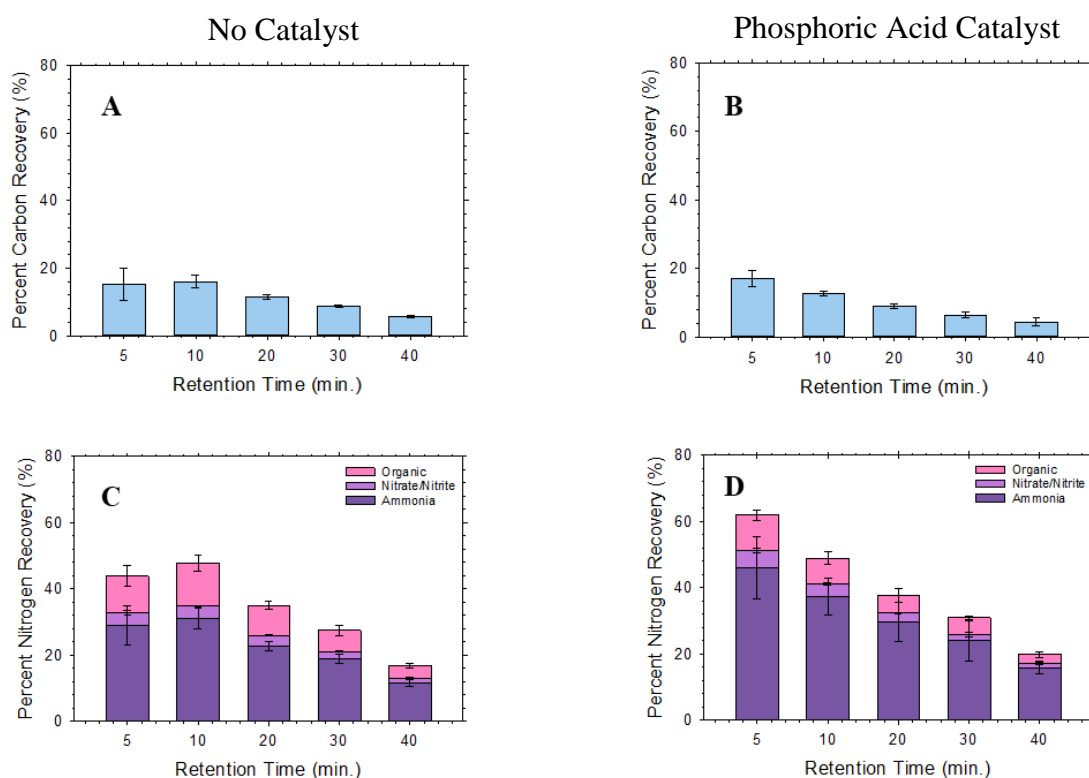 No Catalyst
Phosphoric Acid Catalyst
A
Percent Carbon Recovery (%)
80
60
40
20
0
5 10 20 30 40
Retention Time (min.)
B
Percent Carbon Recovery (%)
80
60
40
20
0
5 10 20 30 40
Retention Time (min.)
C
Percent Nitrogen Recovery (%)
80
60
40
20
0
Organic
Nitrate/Nitrite
Ammonia
5 10 20 30 40
Retention Time (min.)
D
Percent Nitrogen Recovery (%)
80
60
40
20
0
Organic
Nitrate/Nitrite
Ammonia
5 10 20 30 40
Retention Time (min.)